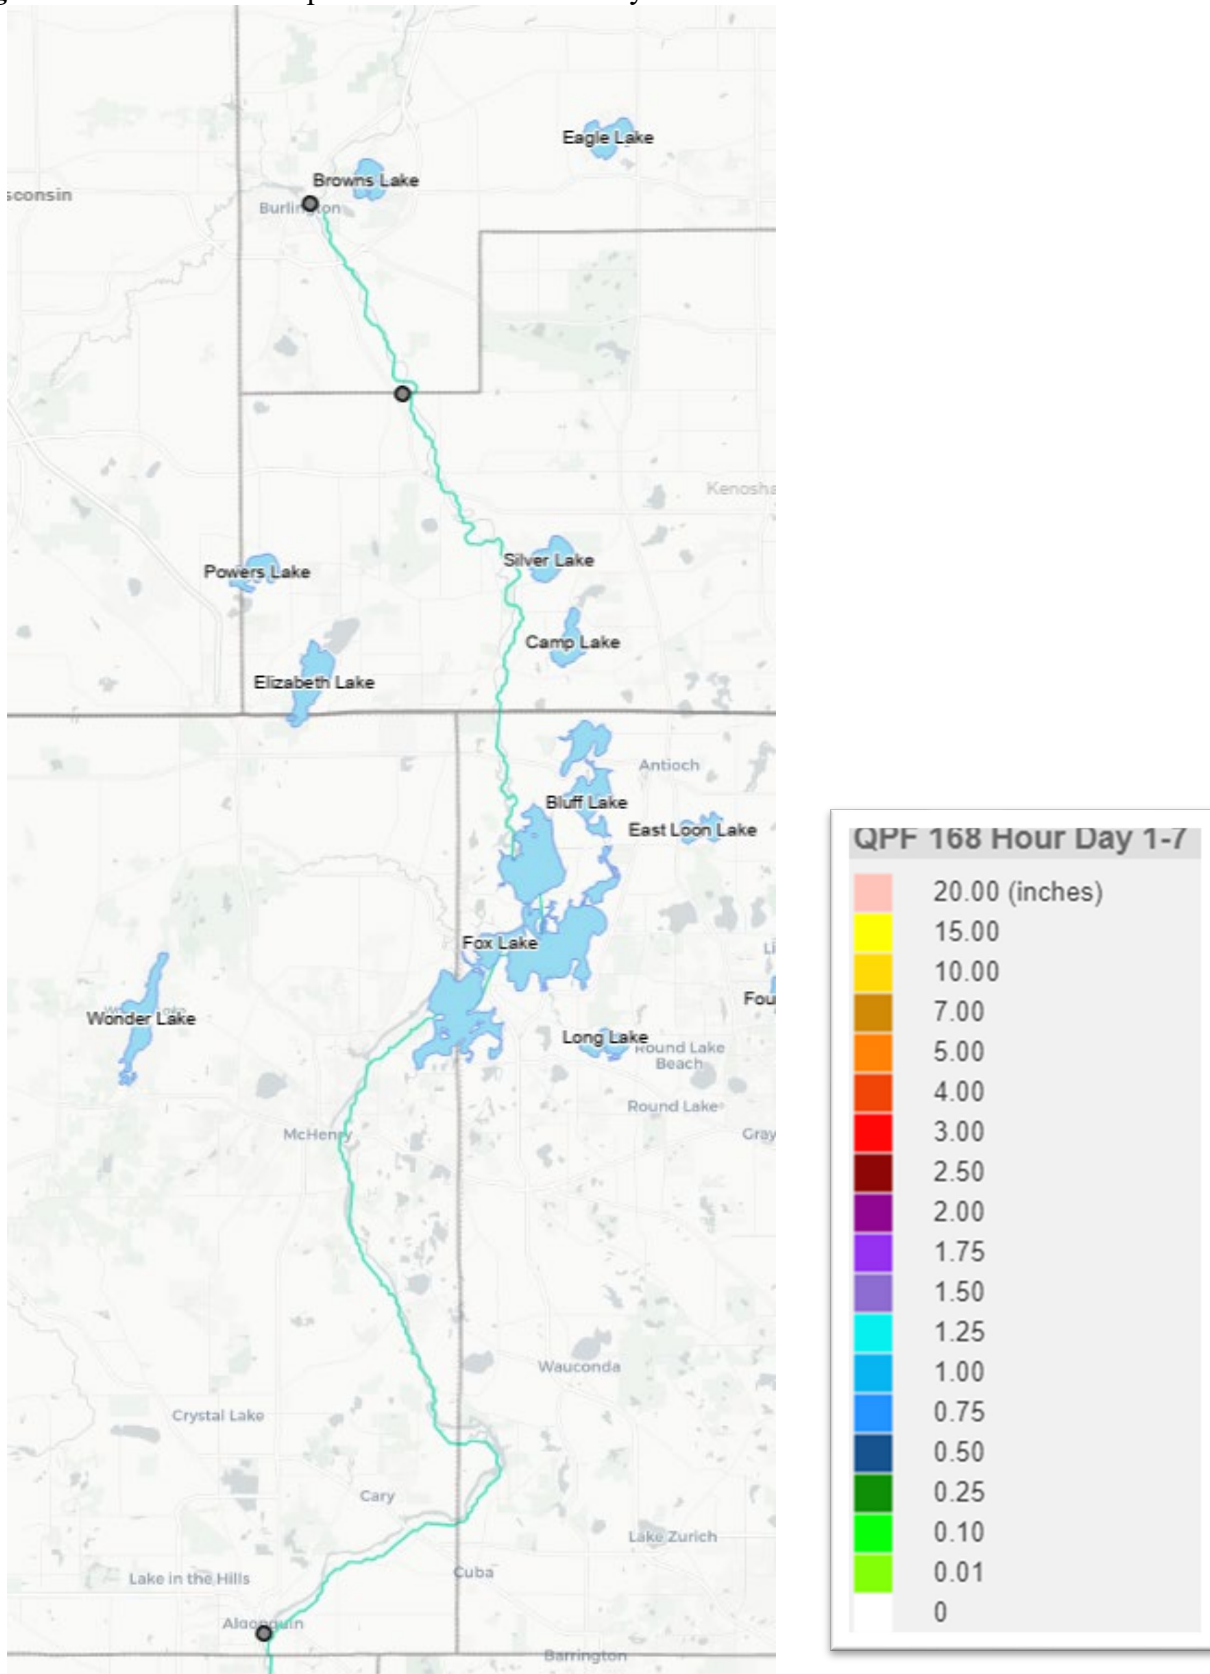 Eagle Lake
Browns Lake
sconsin
Burlington
Kenosha
Silver Lake
Powers Lake
Camp Lake
Elizabeth Lake
Antioch
Bluff Lake
East Loon Lake
Fox Lake
Li
Fou
Wonder Lake
Long Lake
Round Lake
Beach
Round Lake
McHenry
Gray
Wauconda
Crystal Lake
Cary
Lake Zurich
Cuba
Lake in the Hills
Algonquin
Barrington
QPF 168 Hour Day 1-7
20.00 (inches)
15.00
10.00
7.00
5.00
4.00
3.00
2.50
2.00
1.75
1.50
1.25
1.00
0.75
0.50
0.25
0.10
0.01
0